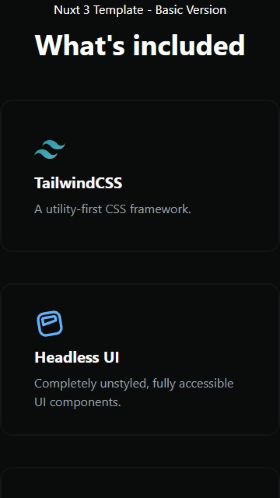 Nuxt 3 Template - Basic Version
What's included
TailwindCSS
A utility-first CSS framework.
Headless UI
Completely unstyled, fully accessible
UI components.